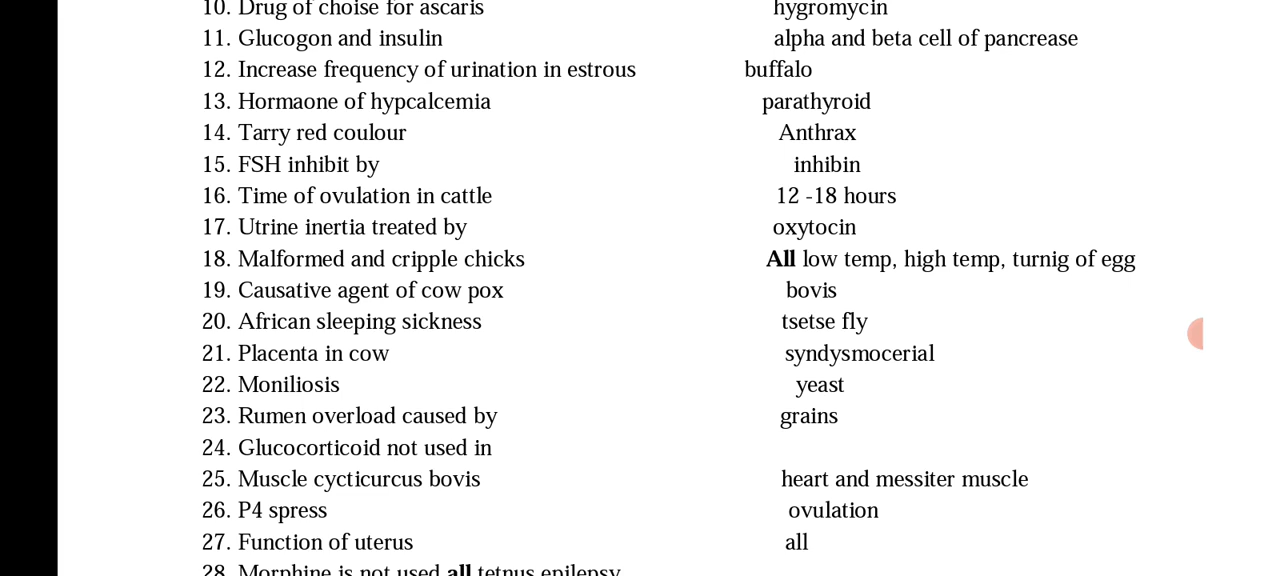 10. Drug of choise for ascaris hygromycin
11. Glucogon and insulin alpha and beta cell of pancrease
12. Increase frequency of urination in estrous buffalo
13. Hormaone of hypcalcemia parathyroid
14. Tarry red coulour Anthrax
15. FSH inhibit by inhibin
16. Time of ovulation in cattle 12 -18 hours
17. Utrine inertia treated by oxytocin
18. Malformed and cripple chicks All low temp, high temp, turnig of egg
19. Causative agent of cow pox bovis
20. African sleeping sickness tsetse fly
21. Placenta in cow syndysmocerial
22. Moniliosis yeast
23. Rumen overload caused by grains
24. Glucocorticoid not used in
25. Muscle cycticurcus bovis heart and messiter muscle
26. P4 spress ovulation
27. Function of uterus all
28. Morphine is not used all tetnus epilepsy